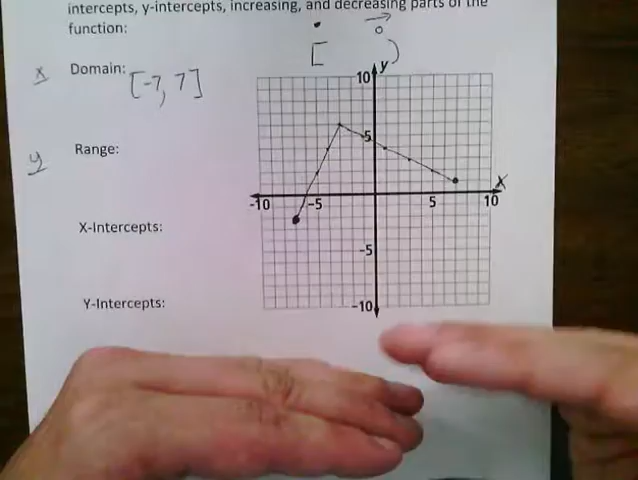 intercepts, y-intercepts, increasing, and decreasing parts of the
function:
[ )
x Domain: [-7, 7]
y Range:
X-Intercepts:
Y-Intercepts:
y
10
5
-10 -5 5 10 X
-5
-10